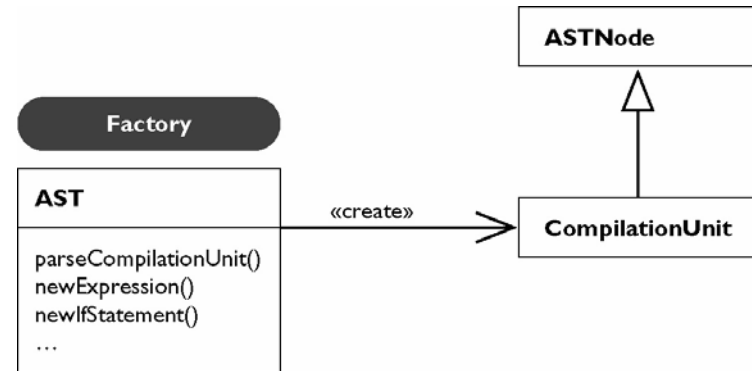 ASTNode
Factory
AST
«create»
CompilationUnit
parseCompilationUnit()
newExpression()
newIfStatement()
…